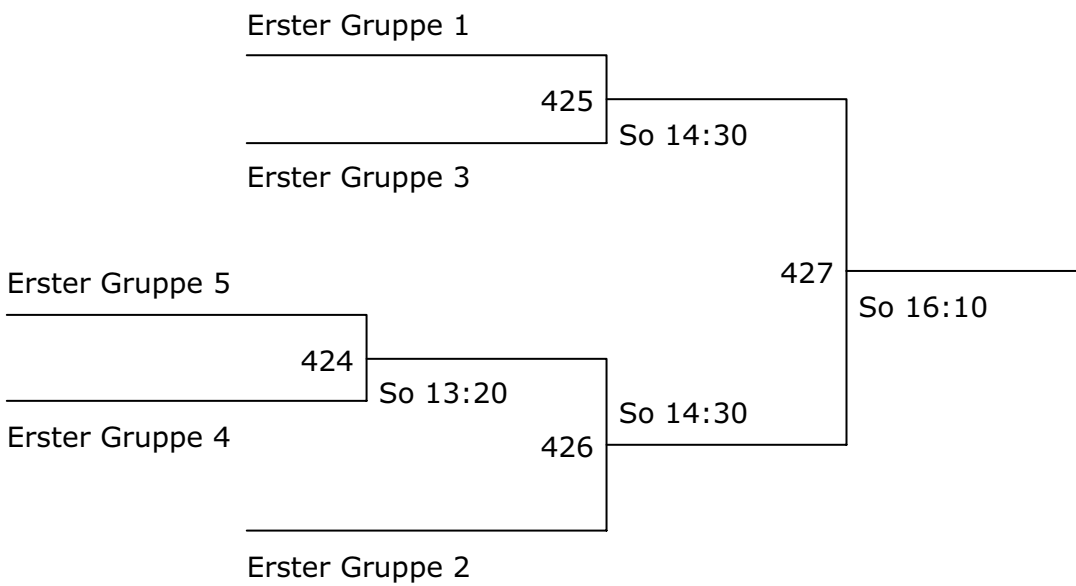 Erster Gruppe 1
425
So 14:30
Erster Gruppe 3
427
So 16:10
Erster Gruppe 5
424
So 13:20
Erster Gruppe 4
So 14:30
426
Erster Gruppe 2